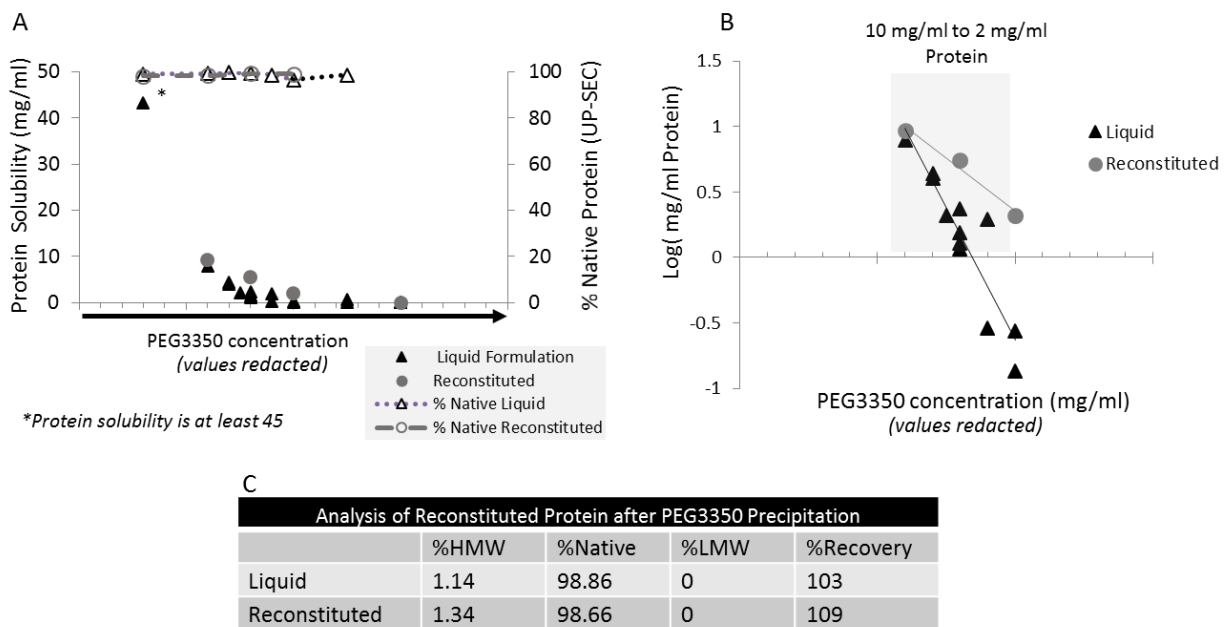 A
50
40
30
20
10
0
Protein Solubility (mg/ml)
*
100
80
60
40
20
0
% Native Protein (UP-SEC)
PEG3350 concentration
(values redacted)
Liquid Formulation
Reconstituted
% Native Liquid
% Native Reconstituted
*Protein solubility is at least 45
B
10 mg/ml to 2 mg/ml
Protein
1.5
1
0.5
0
-0.5
-1
Log( mg/ml Protein)
Liquid
Reconstituted
PEG3350 concentration (mg/ml)
(values redacted)
C
Analysis of Reconstituted Protein after PEG3350 Precipitation
%HMW %Native %LMW %Recovery
Liquid 1.14 98.86 0 103
Reconstituted 1.34 98.66 0 109